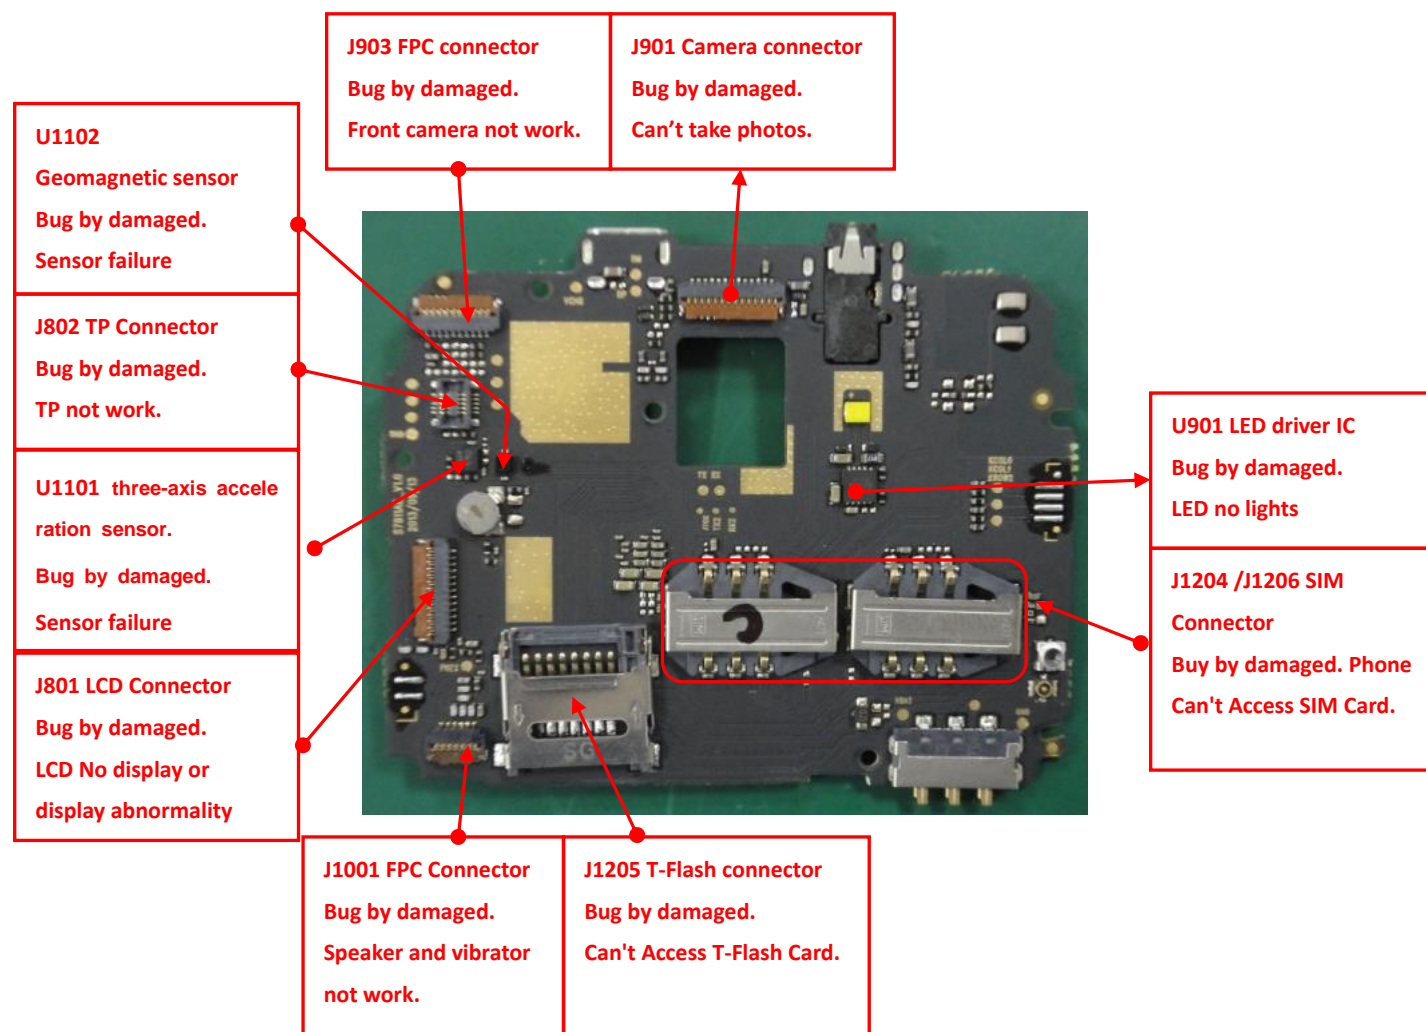 J903 FPC connector
Bug by damaged.
Front camera not work.
J901 Camera connector
Bug by damaged.
Can’t take photos.
U1102
Geomagnetic sensor
Bug by damaged.
Sensor failure
J802 TP Connector
Bug by damaged.
TP not work.
U1101 three-axis accele
ration sensor.
Bug by damaged.
Sensor failure
J801 LCD Connector
Bug by damaged.
LCD No display or
display abnormality
U901 LED driver IC
Bug by damaged.
LED no lights
J1204 /J1206 SIM
Connector
Buy by damaged. Phone
Can't Access SIM Card.
J1001 FPC Connector
Bug by damaged.
Speaker and vibrator
not work.
J1205 T-Flash connector
Bug by damaged.
Can't Access T-Flash Card.
TX RX
SG